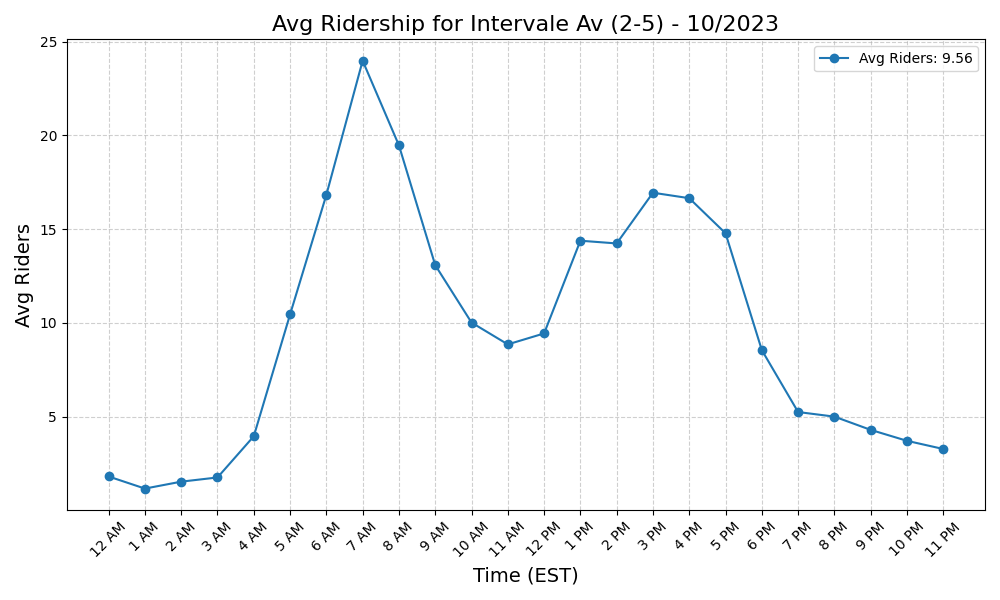 Avg Ridership for Intervale Av (2-5) - 10/2023
Avg Riders: 9.56
Avg Riders
25
20
15
10
5
12 AM
1 AM
2 AM
3 AM
4 AM
5 AM
6 AM
7 AM
8 AM
9 AM
10 AM
11 AM
12 PM
1 PM
2 PM
3 PM
4 PM
5 PM
6 PM
7 PM
8 PM
9 PM
10 PM
11 PM
Time (EST)